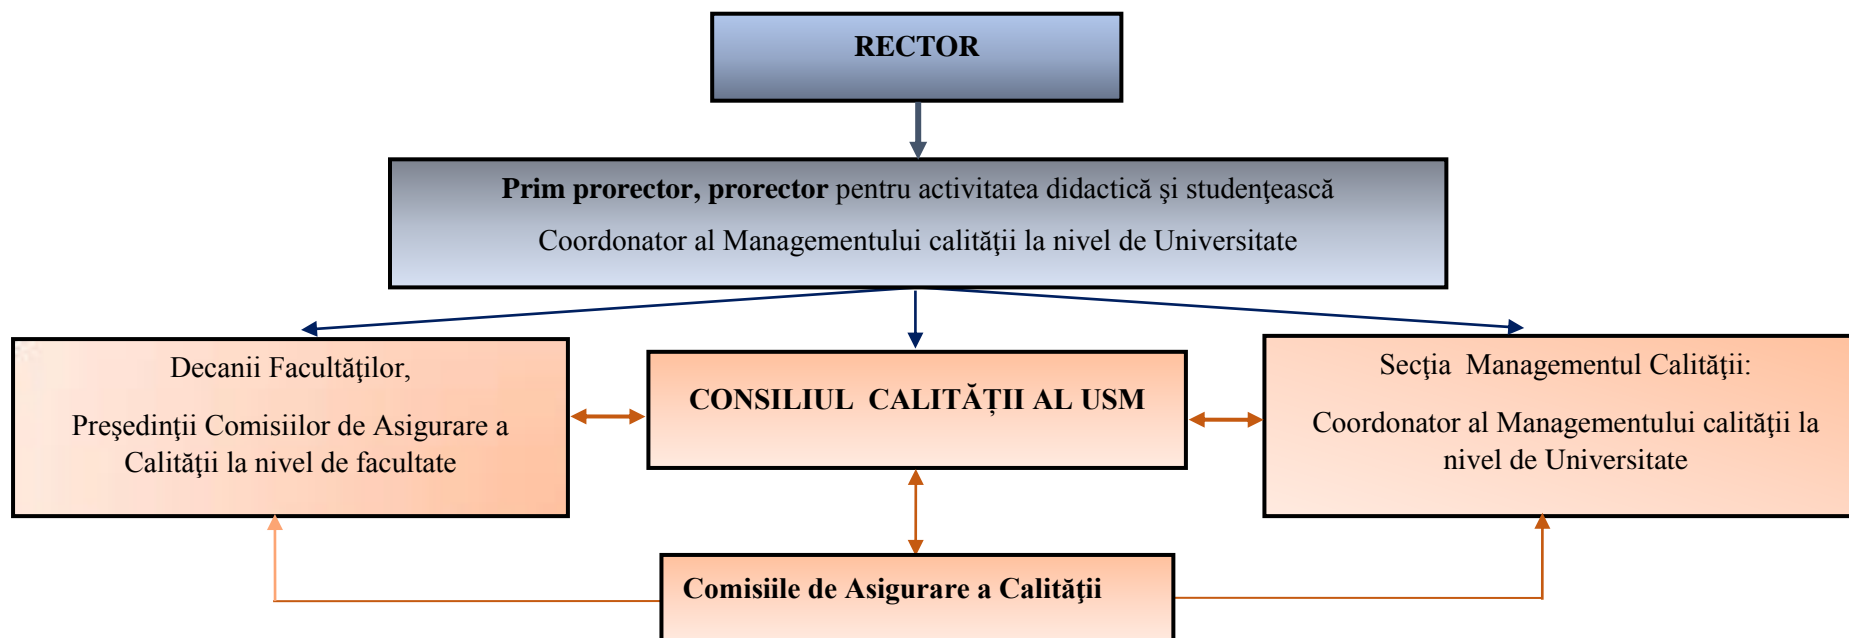 RECTOR
Prim prorector, prorector pentru activitatea didactică şi studenţească
Coordonator al Managementului calităţii la nivel de Universitate
Decanii Facultăţilor,
Preşedinţii Comisiilor de Asigurare a
Calităţii la nivel de facultate
CONSILIUL CALITĂȚII AL USM
Secţia Managementul Calităţii:
Coordonator al Managementului calităţii la
nivel de Universitate
Comisiile de Asigurare a Calităţii